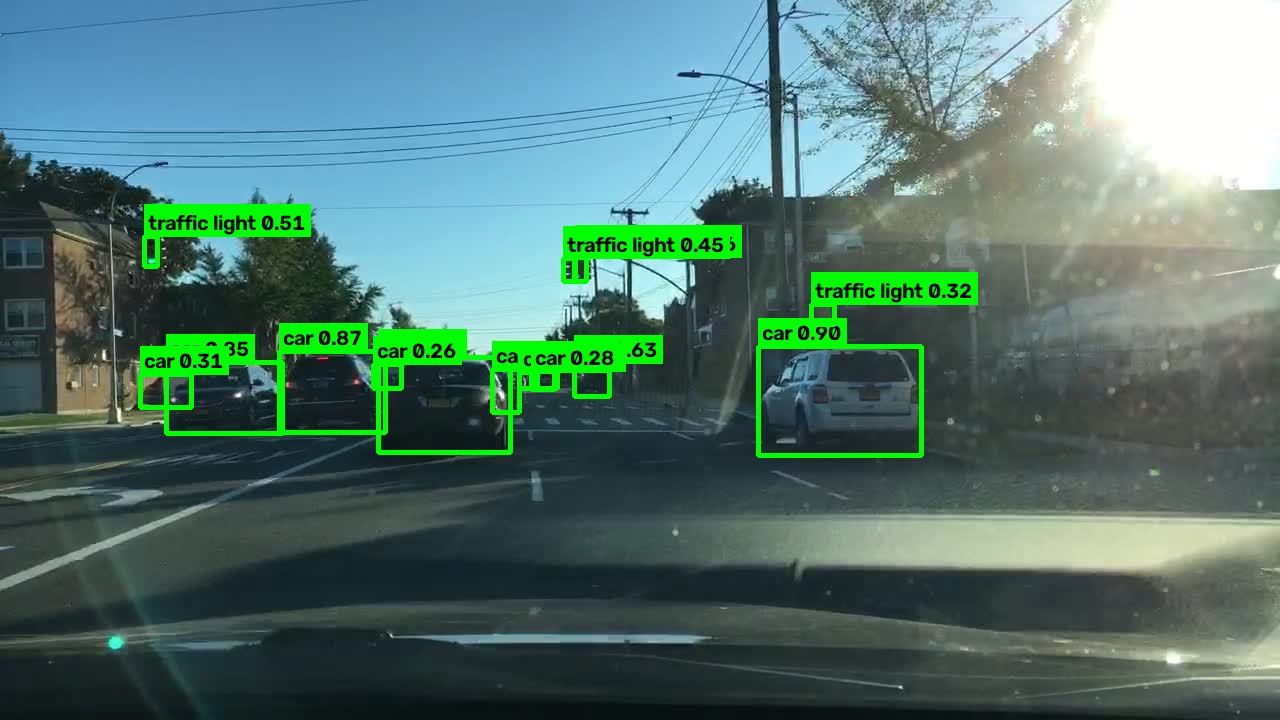 traffic light 0.51
traffic light 0.45
traffic light 0.32
car 0.90
car 0.87
car 0.26
car 0.31
.63
car 0.28